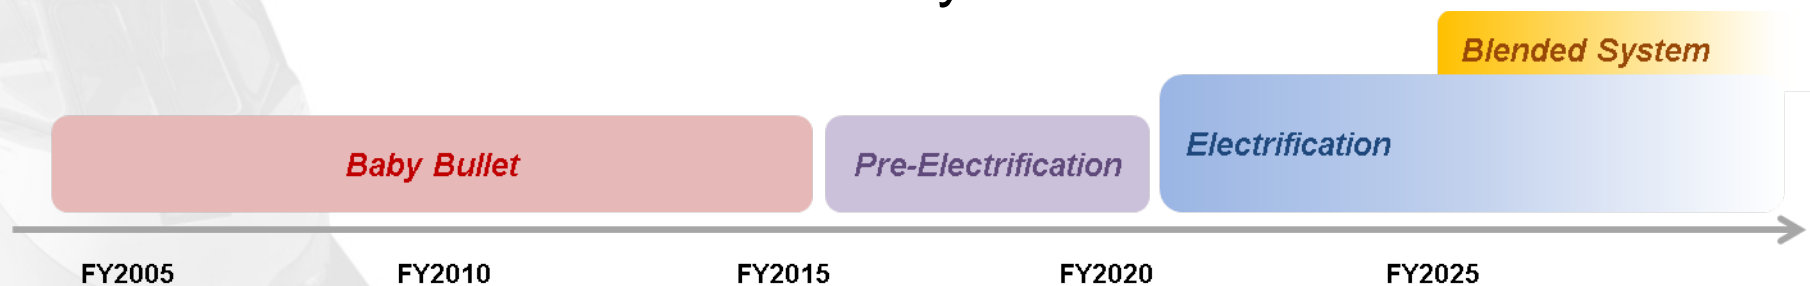 Blended System
Electrification
Baby Bullet
Pre-Electrification
FY2005
FY2010
FY2015
FY2020
FY2025